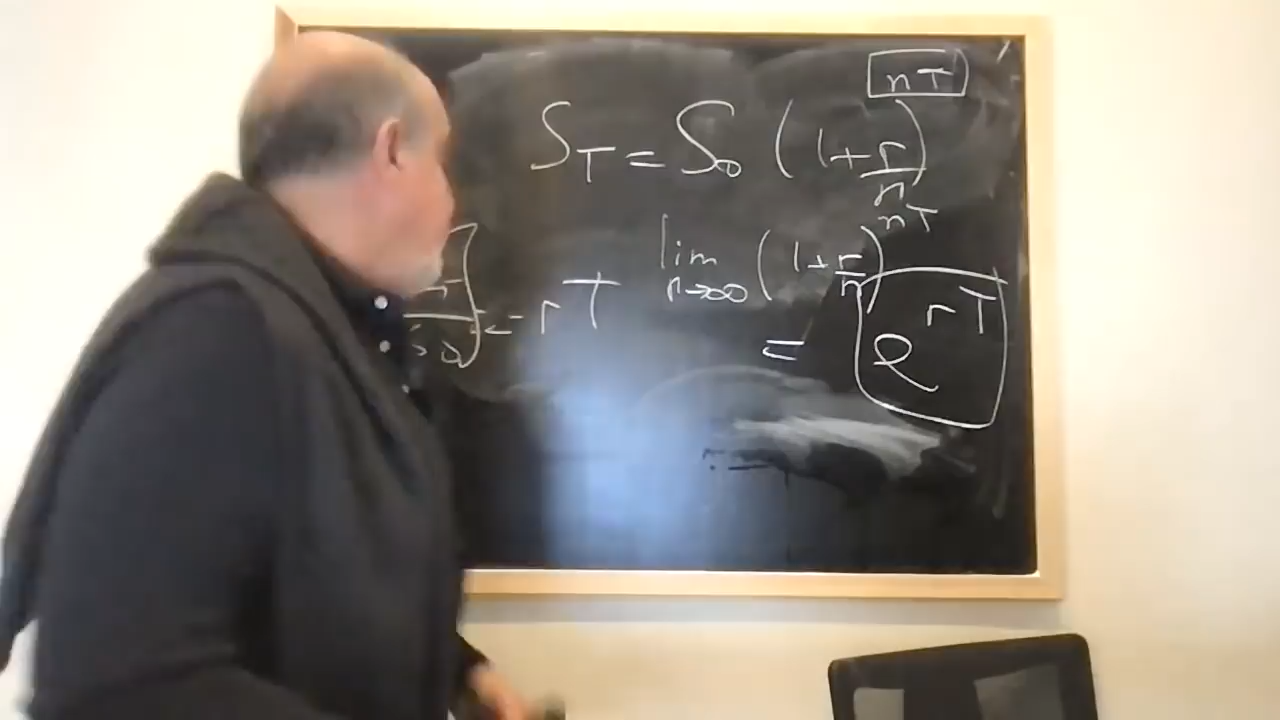 S_T = S_0 (1 + r/n)^{nT}
lim n→∞ (1 + r/n)^{nT}
= rT
= e^{rT}